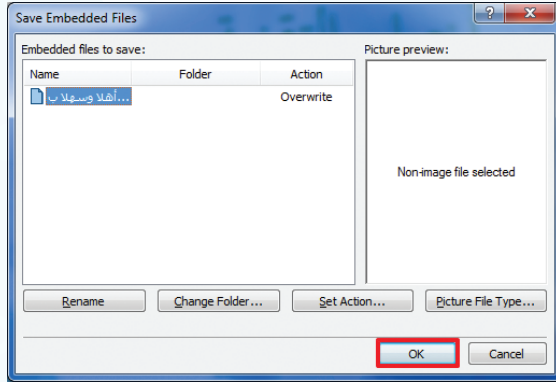 Save Embedded Files
Embedded files to save:
Picture preview:
Name Folder Action
أهلا وسهلا ب... Overwrite
Non-image file selected
Rename Change Folder... Set Action... Picture File Type...
OK Cancel